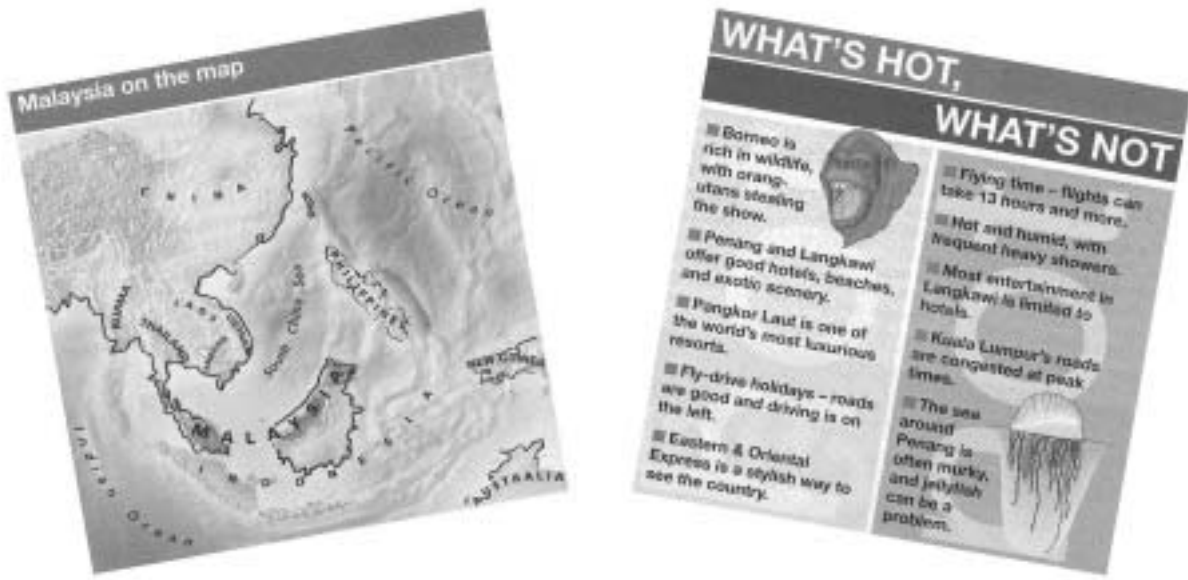 Malaysia on the map
CHINA
Pacific Ocean
BURMA
LAOS
THAILAND
South China Sea
PHILIPPINES
NEW GUINEA
MALAYSIA
INDONESIA
Indian Ocean
AUSTRALIA
WHAT'S HOT,
WHAT'S NOT
Borneo is
rich in wildlife,
with orang-
utans stealing
the show.
Penang and Langkawi
offer good hotels, beaches,
and exotic scenery.
Pangkor Laut is one of
the world's most luxurious
resorts.
Fly-drive holidays – roads
are good and driving is on
the left.
Eastern & Oriental
Express is a stylish way to
see the country.
Flying time – flights can
take 13 hours and more.
Hot and humid, with
frequent heavy showers.
Most entertainment in
Langkawi is limited to
hotels.
Kuala Lumpur's roads
are congested at peak
times.
The sea
around
Penang is
often murky,
and jellyfish
can be a
problem.